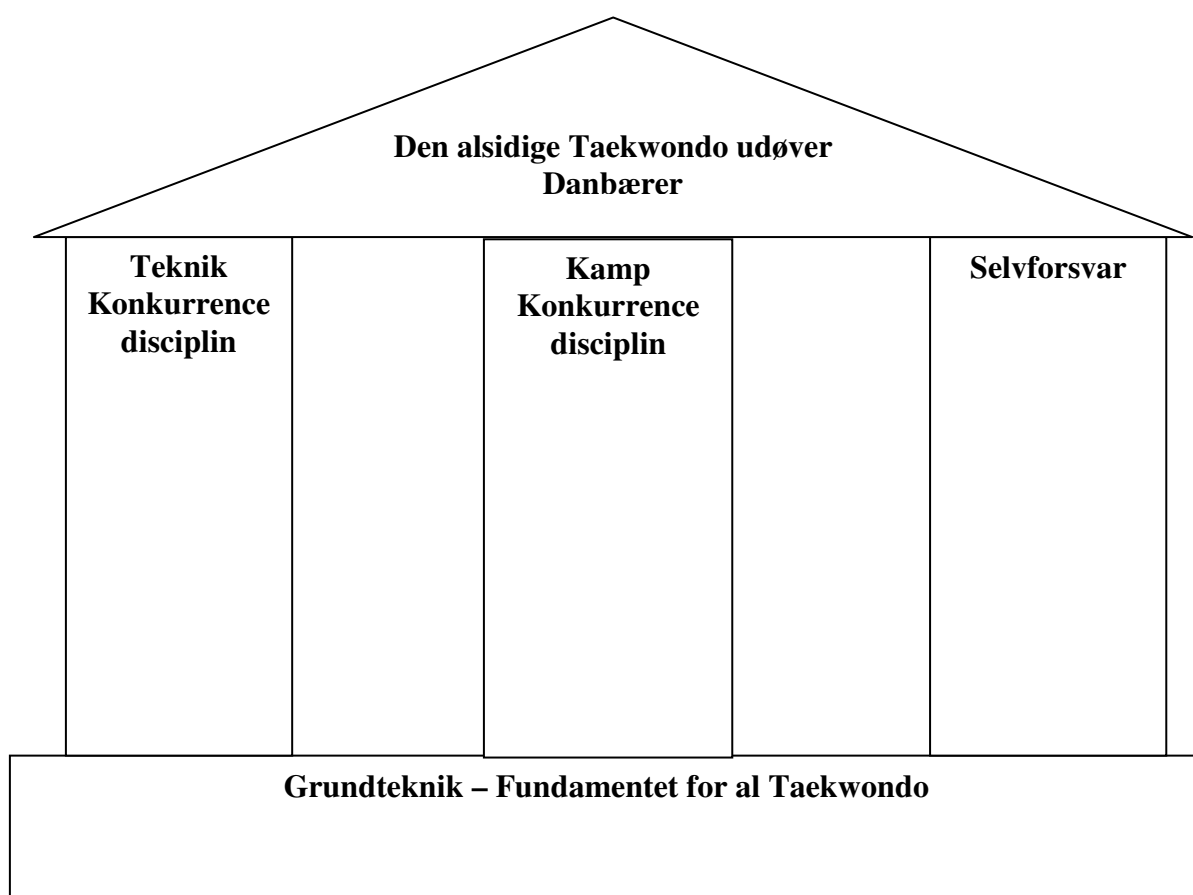 Den alsidige Taekwondo udøver
Danbærer
Teknik
Konkurrence
disciplin
Kamp
Konkurrence
disciplin
Selvforsvar
Grundteknik – Fundamentet for al Taekwondo